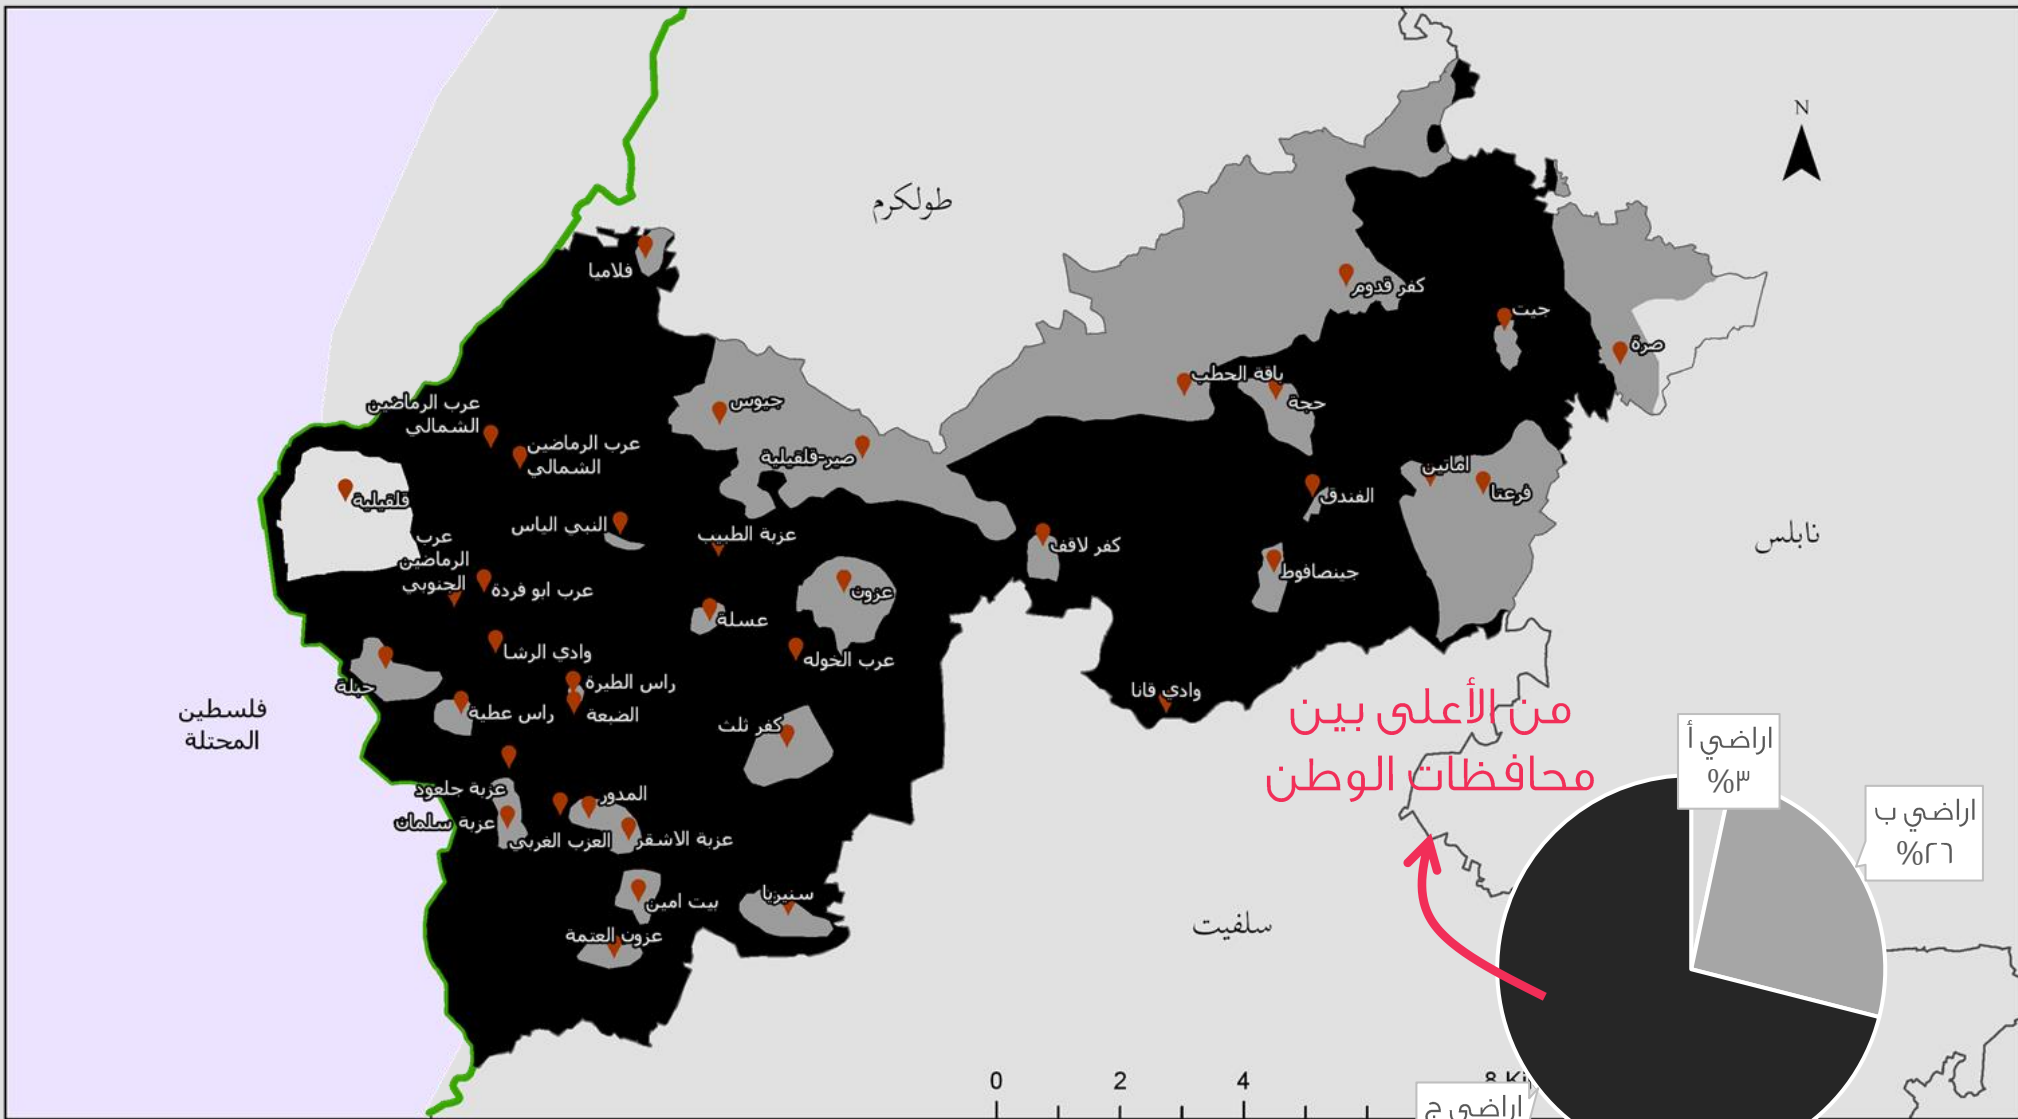 N
طولكرم
فلاميا
كفر قدوم
جيت
صرة
باقة الحطب
حجة
عرب الرماضين
الشمالي
جيوس
عرب الرماضين
الشمالي
صير-قلقيلية
اماتين
فرعتا
قلقيلية
الفندق
النبي الياس
عزبة الطبيب
نابلس
كفر لاقف
عرب
الرماضين
الجنوبي
عرب ابو فردة
عزون
جينصافوط
عسلة
وادي الرشا
عرب الخوله
راس الطيرة
حبلة
وادي قانا
فلسطين
المحتلة
راس عطية
الضبعة
كفر ثلث
من الأعلى بين
محافظات الوطن
اراضي أ
%٣
عزبة جلعود
المدور
اراضي ب
%٢٦
عزبة سلمان
العزب الغربي
عزبة الاشقر
سنيريا
بيت امين
عزون العتمة
سلفيت
0 2 4 8
اراضي ج